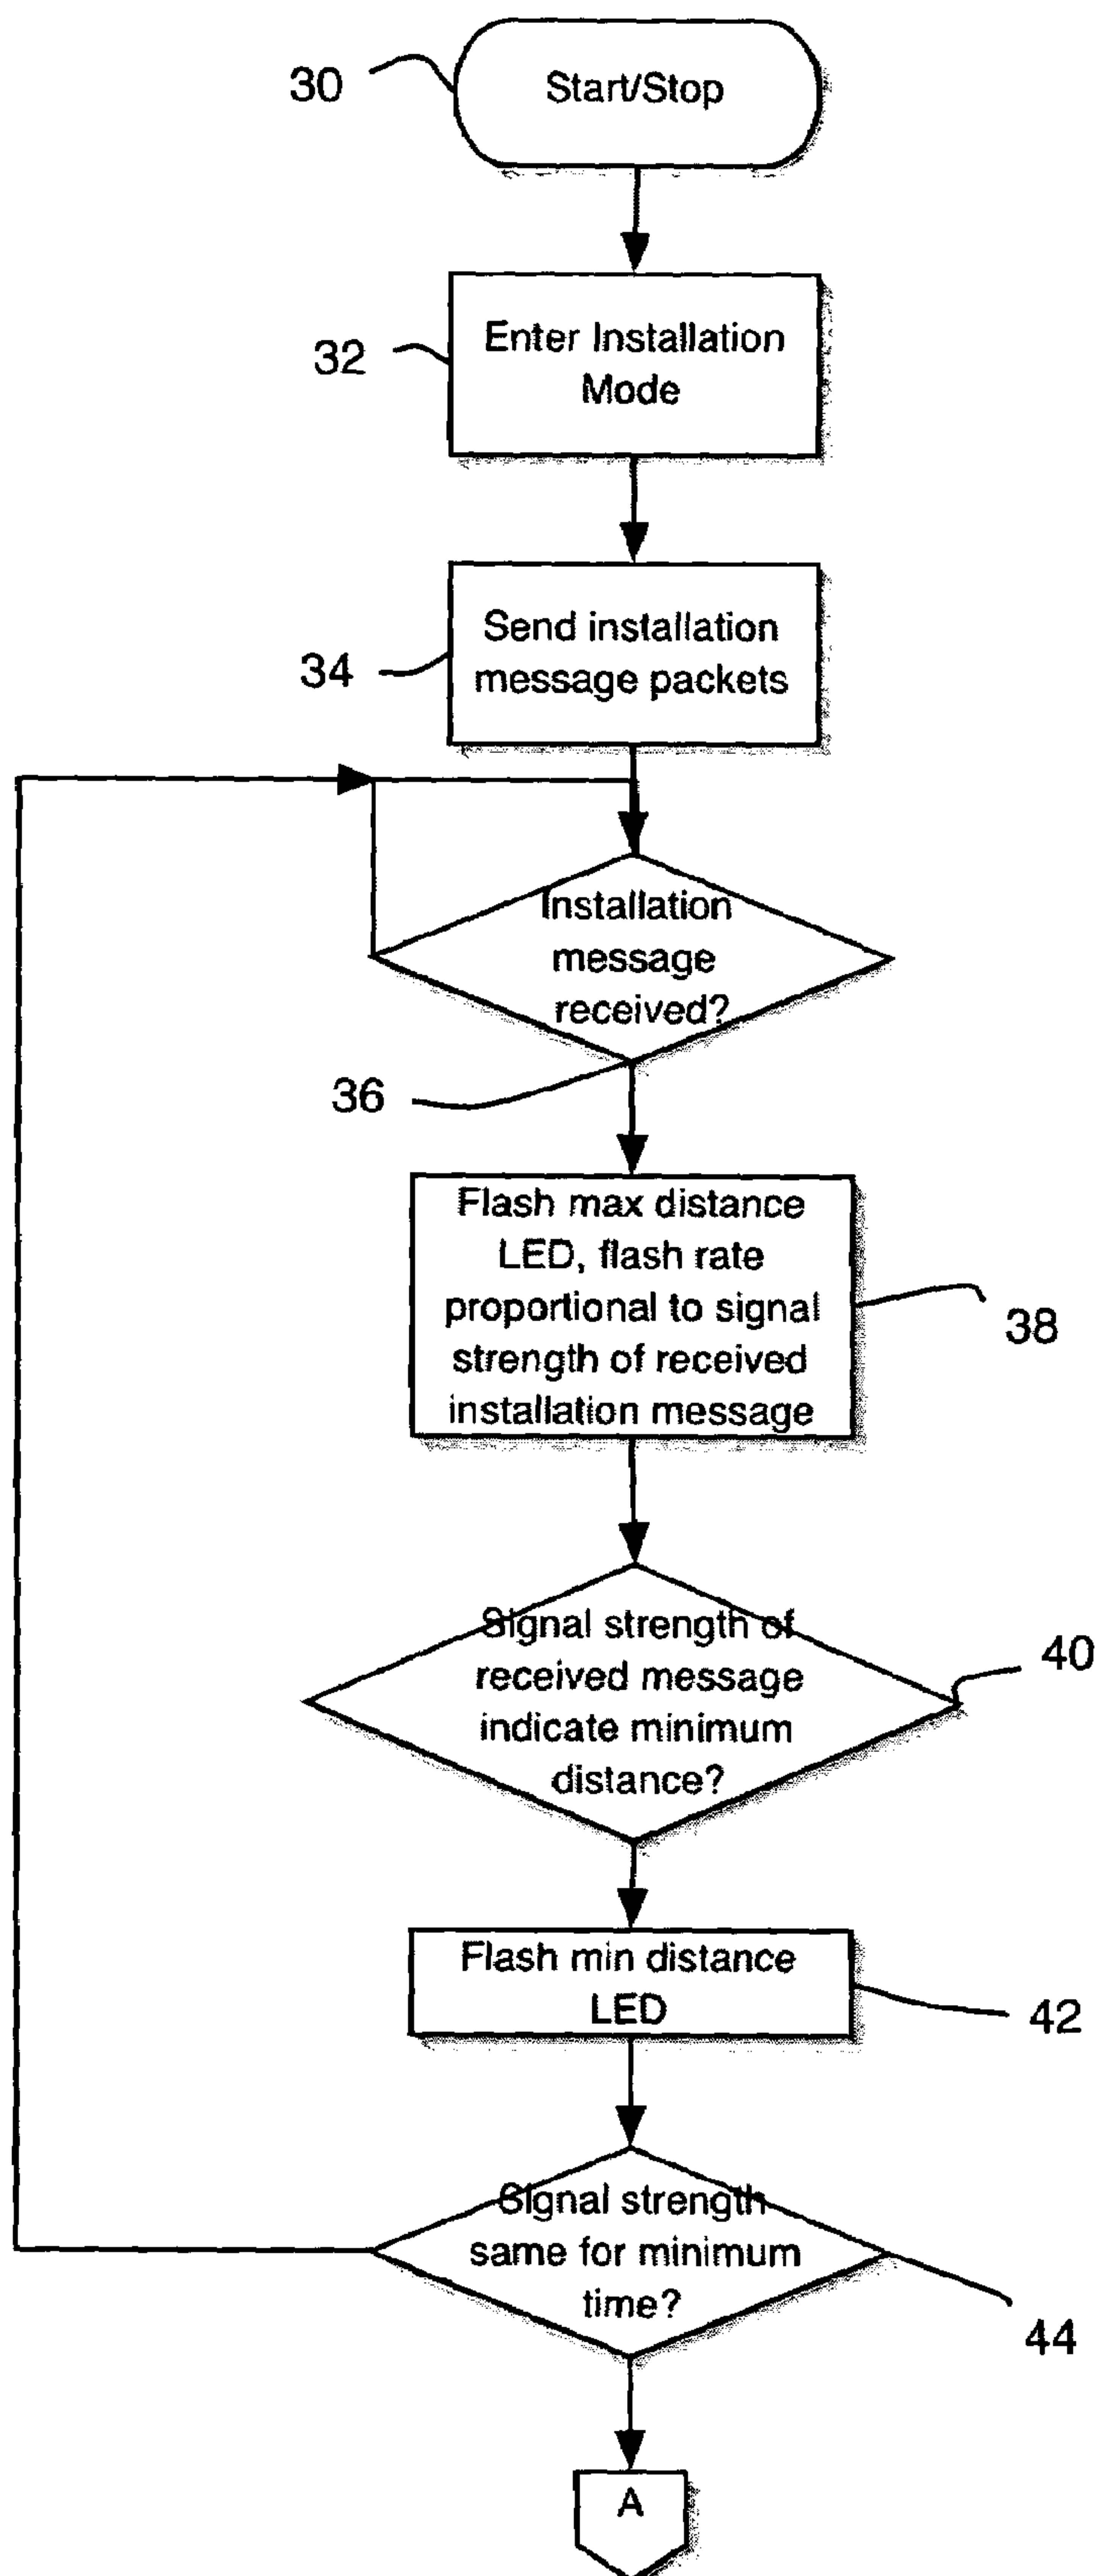 30
Start/Stop
32
Enter Installation
Mode
34
Send installation
message packets
Installation
message
received?
36
Flash max distance
LED, flash rate
proportional to signal
strength of received
installation message
38
Signal strength of
received message
indicate minimum
distance?
40
Flash min distance
LED
42
Signal strength
same for minimum
time?
44
A